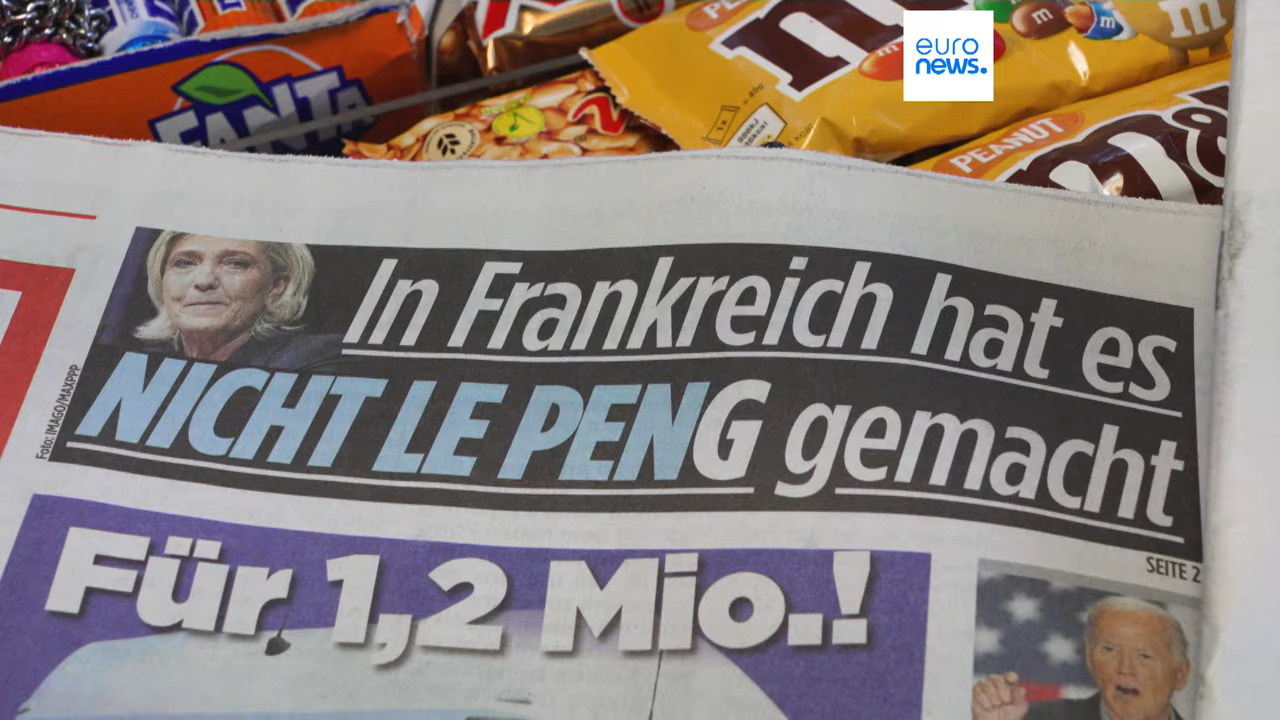 euro
news.
FANTA
m
m
m
m
PEANUT
m&
Foto: IMAGO/MAXPPP
In Frankreich hat es
NICHT LE PENG gemacht
SEITE 2
Für 1,2 Mio.!